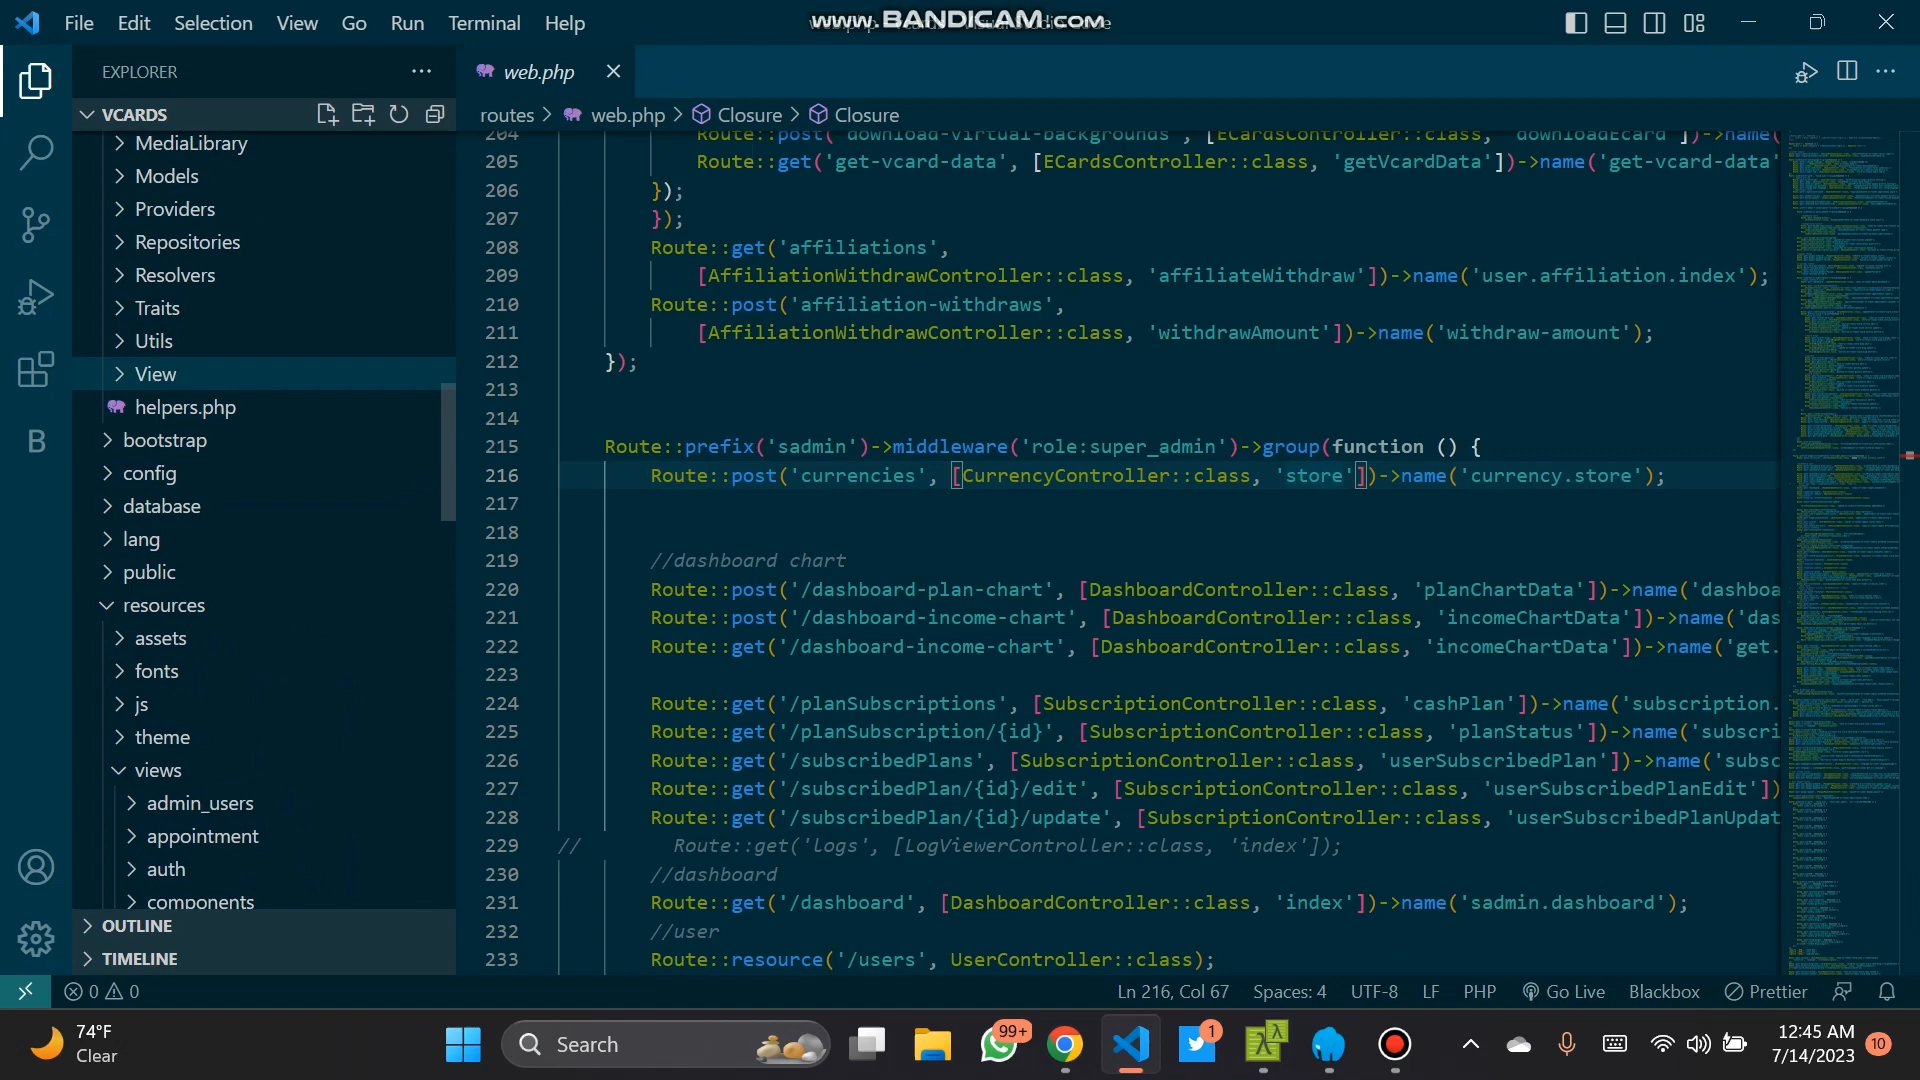 File Edit Selection View Go Run Terminal Help
www.BANDICAM.com
EXPLORER
web.php
VCARDS
routes > web.php > Closure > Closure
MediaLibrary
Models
Providers
Repositories
Resolvers
Traits
Utils
View
helpers.php
bootstrap
config
database
lang
public
resources
assets
fonts
js
theme
views
admin_users
appointment
auth
components
OUTLINE
TIMELINE
204 Route::post('download-virtual-backgrounds', [ECardsController::class, 'downloadEcard'])->name(
205 Route::get('get-vcard-data', [ECardsController::class, 'getVcardData'])->name('get-vcard-data'
206 });
207 });
208 Route::get('affiliations',
209 [AffiliationWithdrawController::class, 'affiliateWithdraw'])->name('user.affiliation.index');
210 Route::post('affiliation-withdraws',
211 [AffiliationWithdrawController::class, 'withdrawAmount'])->name('withdraw-amount');
212 });
213
214
215 Route::prefix('sadmin')->middleware('role:super_admin')->group(function () {
216 Route::post('currencies', [CurrencyController::class, 'store'])->name('currency.store');
217
218
219 //dashboard chart
220 Route::post('/dashboard-plan-chart', [DashboardController::class, 'planChartData'])->name('dashboa
221 Route::post('/dashboard-income-chart', [DashboardController::class, 'incomeChartData'])->name('das
222 Route::get('/dashboard-income-chart', [DashboardController::class, 'incomeChartData'])->name('get.
223
224 Route::get('/planSubscriptions', [SubscriptionController::class, 'cashPlan'])->name('subscription.
225 Route::get('/planSubscription/{id}', [SubscriptionController::class, 'planStatus'])->name('subscri
226 Route::get('/subscribedPlans', [SubscriptionController::class, 'userSubscribedPlan'])->name('subsc
227 Route::get('/subscribedPlan/{id}/edit', [SubscriptionController::class, 'userSubscribedPlanEdit'])
228 Route::get('/subscribedPlan/{id}/update', [SubscriptionController::class, 'userSubscribedPlanUpdat
229 // Route::get('logs', [LogViewerController::class, 'index']);
230 //dashboard
231 Route::get('/dashboard', [DashboardController::class, 'index'])->name('sadmin.dashboard');
232 //user
233 Route::resource('/users', UserController::class);
0 0
Ln 216, Col 67 Spaces: 4 UTF-8 LF PHP Go Live Blackbox Prettier
74°F
Clear
Search
99+
1
12:45 AM
7/14/2023
10